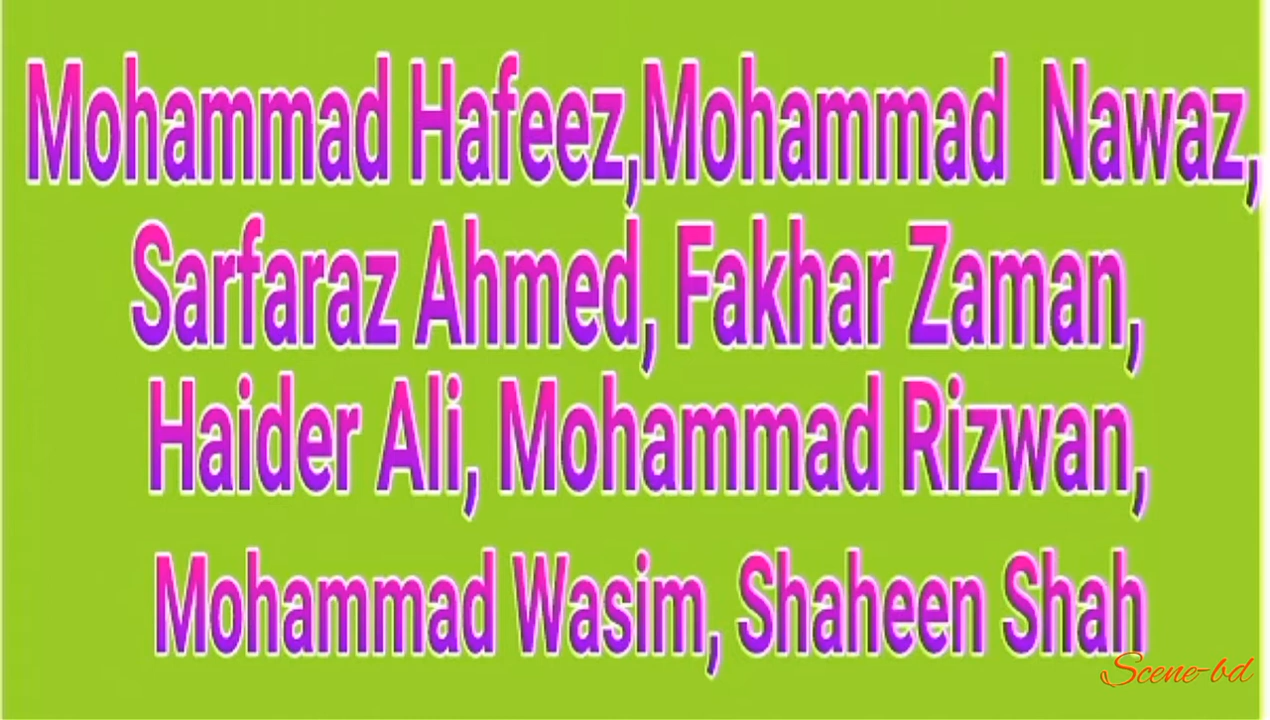 Mohammad Hafeez,Mohammad Nawaz,
Sarfaraz Ahmed, Fakhar Zaman,
Haider Ali, Mohammad Rizwan,
Mohammad Wasim, Shaheen Shah
Scene-bd